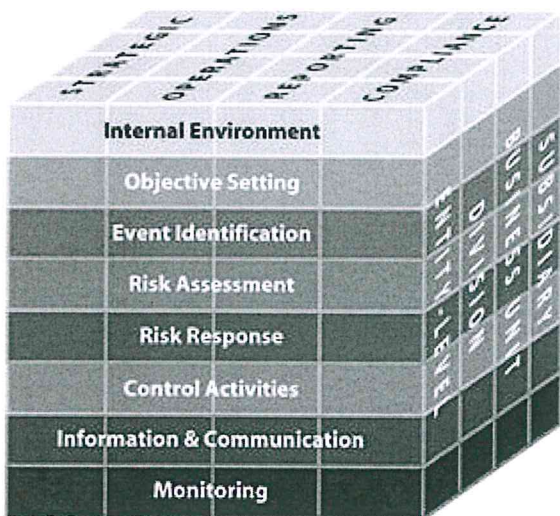 STRATEGIC
OPERATIONS
REPORTING
COMPLIANCE
Internal Environment
Objective Setting
Event Identification
Risk Assessment
Risk Response
Control Activities
Information & Communication
Monitoring
ENTITY-LEVEL
DIVISION
BUSINESS UNIT
SUBSIDIARY